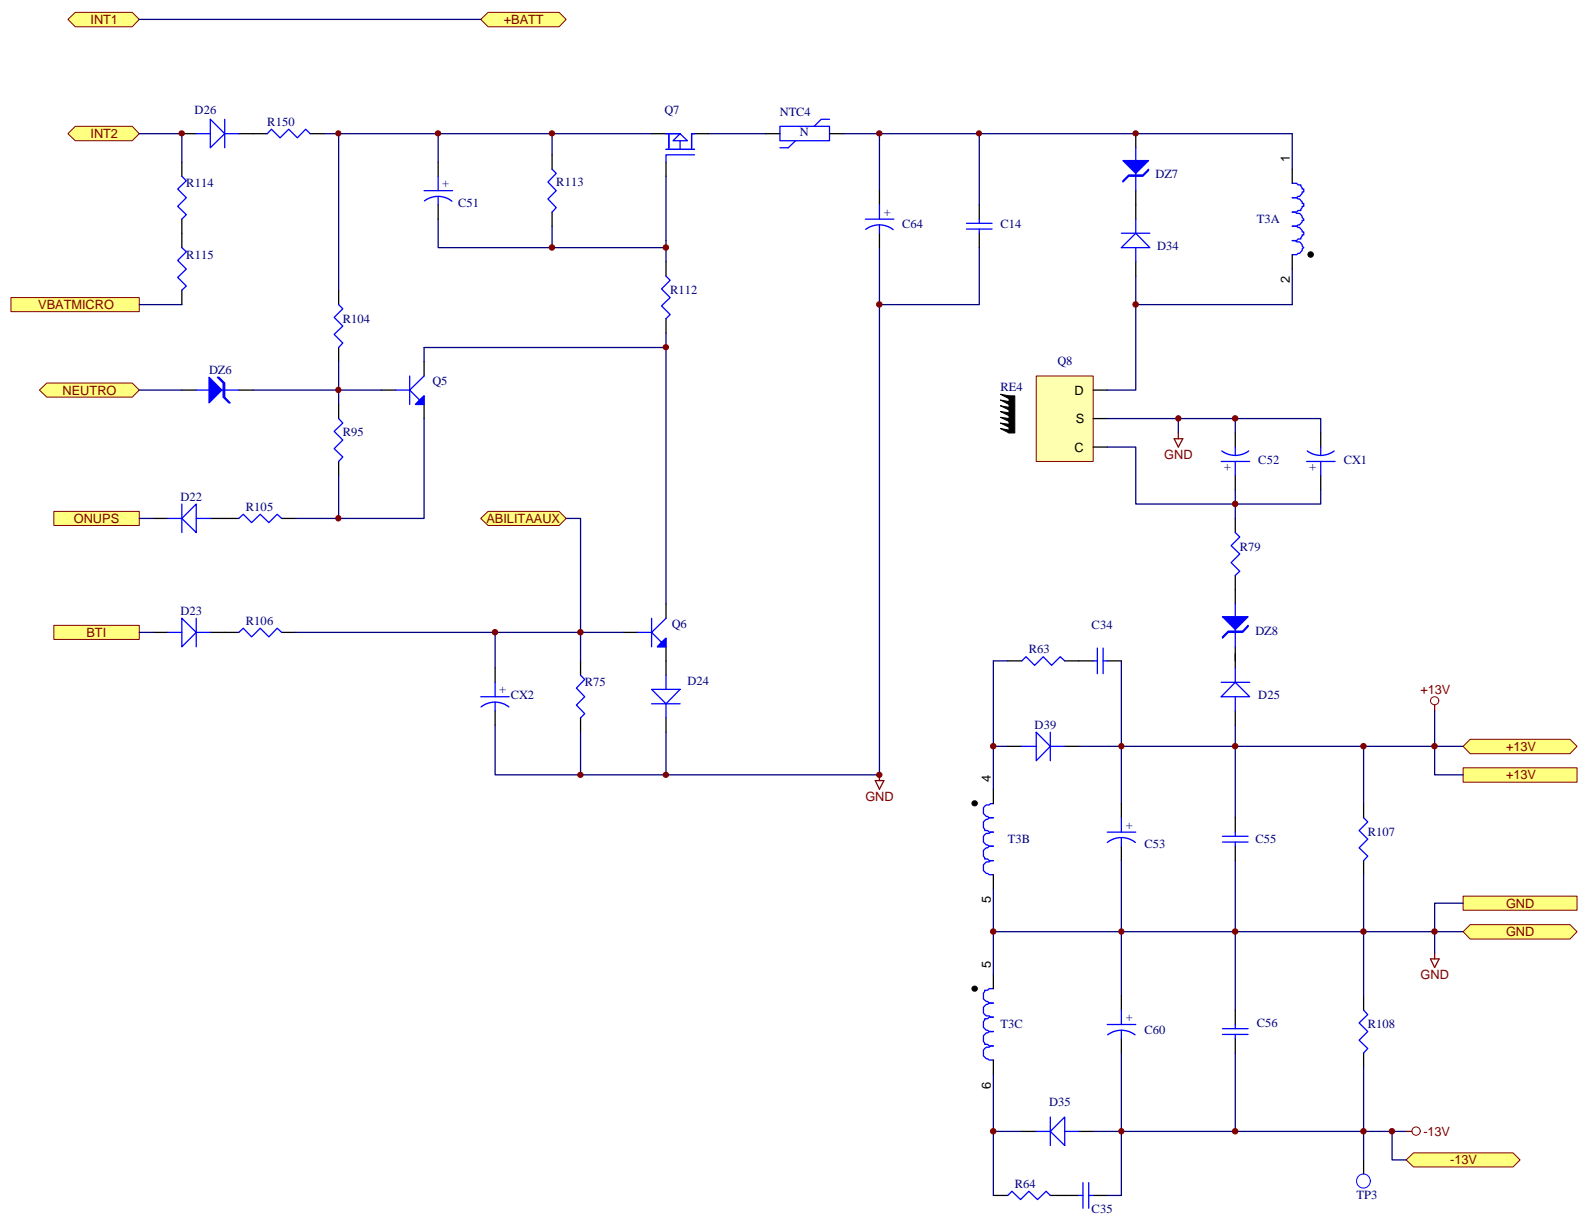 INT1
+BATT
D26
Q7
NTC4
R150
INT2
N
1
DZ7
R114
R113
C51
T3A
C64
C14
D34
R115
2
R112
VBATMICRO
R104
Q8
DZ6
Q5
RE4
NEUTRO
D
S
C
R95
GND
C52
CX1
D22
R105
ONUPS
ABILITAAUX
R79
D23
R106
BTI
Q6
C34
DZ8
R63
R75
D24
CX2
D25
+13V
D39
+13V
4
+13V
GND
T3B
C53
C55
R107
5
GND
GND
5
GND
T3C
C60
C56
R108
6
D35
-13V
-13V
R64
C35
TP3
+
+
+
+
+
+
+